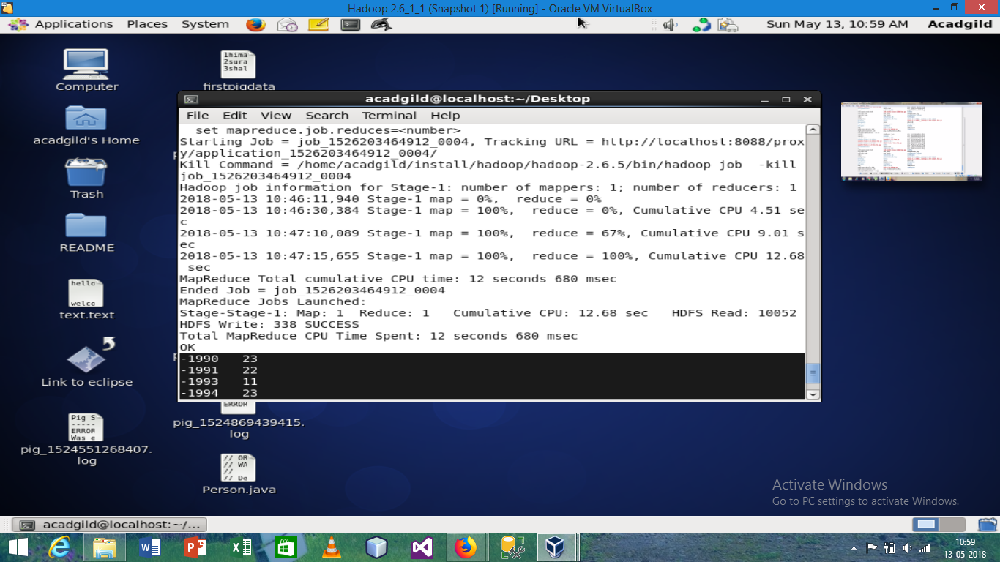 Hadoop 2.6_1_1 (Snapshot 1) [Running] - Oracle VM VirtualBox
Applications Places System Sun May 13, 10:59 AM Acadgild
Computer
1hima
2sura
3shal
firstpigdata
acadgild's Home
Trash
README
hello
welco
text.text
Link to eclipse
Pig S
-----
ERROR
Was e
pig_1524551268407.
log
ERROR
pig_1524869439415.
log
// OR
// WA
//
// De
Person.java
acadgild@localhost:~/Desktop
File Edit View Search Terminal Help
set mapreduce.job.reduces=<number>
Starting Job = job_1526203464912_0004, Tracking URL = http://localhost:8088/prox
y/application_1526203464912_0004/
Kill Command = /home/acadgild/install/hadoop/hadoop-2.6.5/bin/hadoop job  -kill
job_1526203464912_0004
Hadoop job information for Stage-1: number of mappers: 1; number of reducers: 1
2018-05-13 10:46:11,940 Stage-1 map = 0%,  reduce = 0%
2018-05-13 10:46:30,384 Stage-1 map = 100%,  reduce = 0%, Cumulative CPU 4.51 se
c
2018-05-13 10:47:10,089 Stage-1 map = 100%,  reduce = 67%, Cumulative CPU 9.01 s
ec
2018-05-13 10:47:15,655 Stage-1 map = 100%,  reduce = 100%, Cumulative CPU 12.68
sec
MapReduce Total cumulative CPU time: 12 seconds 680 msec
Ended Job = job_1526203464912_0004
MapReduce Jobs Launched:
Stage-Stage-1: Map: 1  Reduce: 1   Cumulative CPU: 12.68 sec   HDFS Read: 10052
HDFS Write: 338 SUCCESS
Total MapReduce CPU Time Spent: 12 seconds 680 msec
OK
-1990   23
-1991   22
-1993   11
-1994   23
Activate Windows
Go to PC settings to activate Windows.
acadgild@localhost:~/...
10:59
13-05-2018